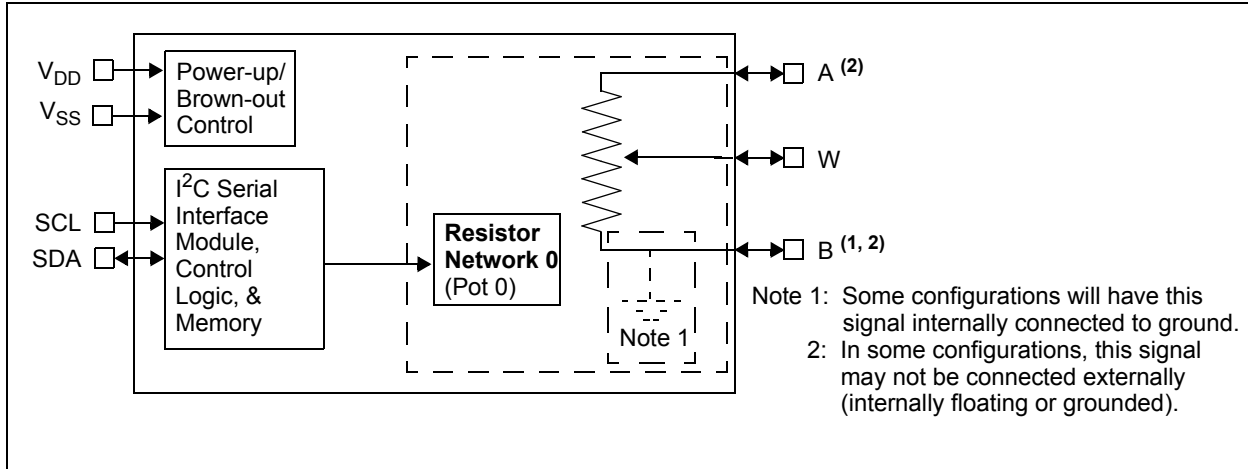 V_DD
V_SS
Power-up/
Brown-out
Control
SCL
SDA
I²C Serial
Interface
Module,
Control
Logic, &
Memory
Resistor
Network 0
(Pot 0)
Note 1
A (2)
W
B (1, 2)
Note 1: Some configurations will have this
signal internally connected to ground.
2: In some configurations, this signal
may not be connected externally
(internally floating or grounded).